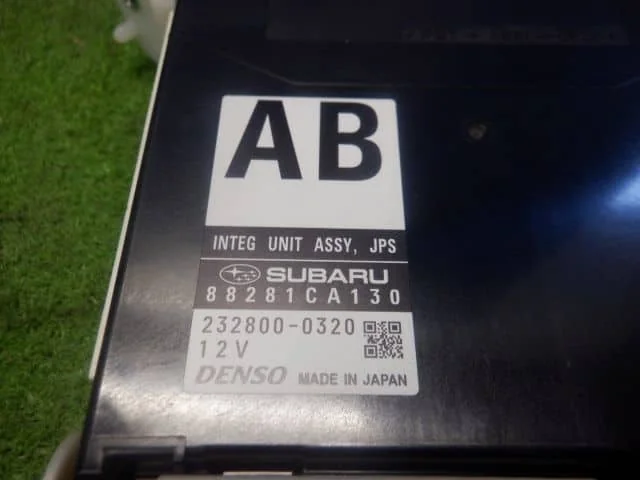 AB
INTEG UNIT ASSY, JPS
SUBARU
88281CA130
232800-0320
12V
DENSO MADE IN JAPAN